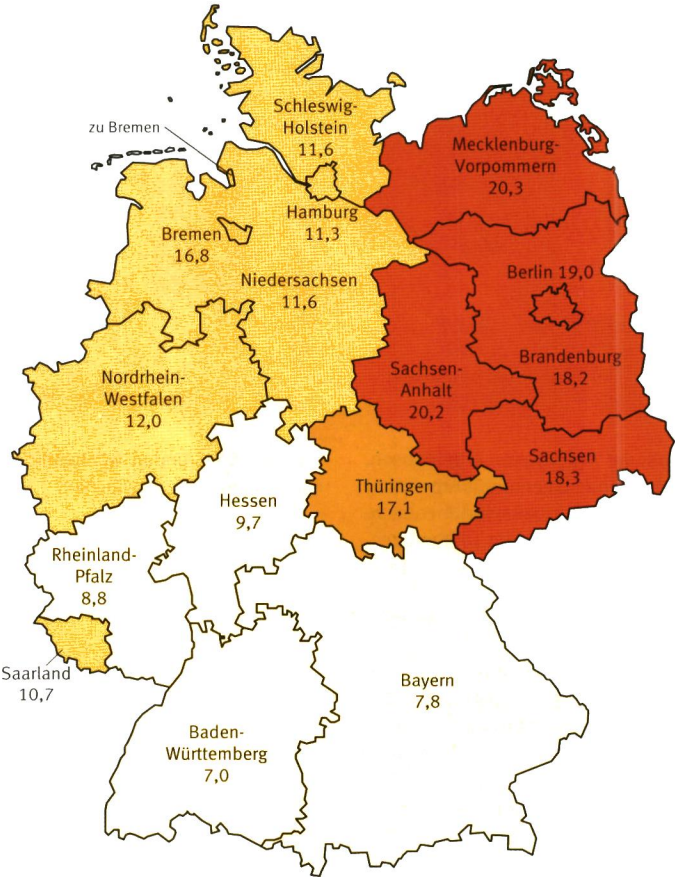 Schleswig-
Holstein
11,6
zu Bremen
Mecklenburg-
Vorpommern
20,3
Hamburg
11,3
Bremen
16,8
Niedersachsen
11,6
Berlin 19,0
Brandenburg
18,2
Sachsen-
Anhalt
20,2
Nordrhein-
Westfalen
12,0
Sachsen
18,3
Thüringen
17,1
Hessen
9,7
Rheinland-
Pfalz
8,8
Saarland
10,7
Bayern
7,8
Baden-
Württemberg
7,0